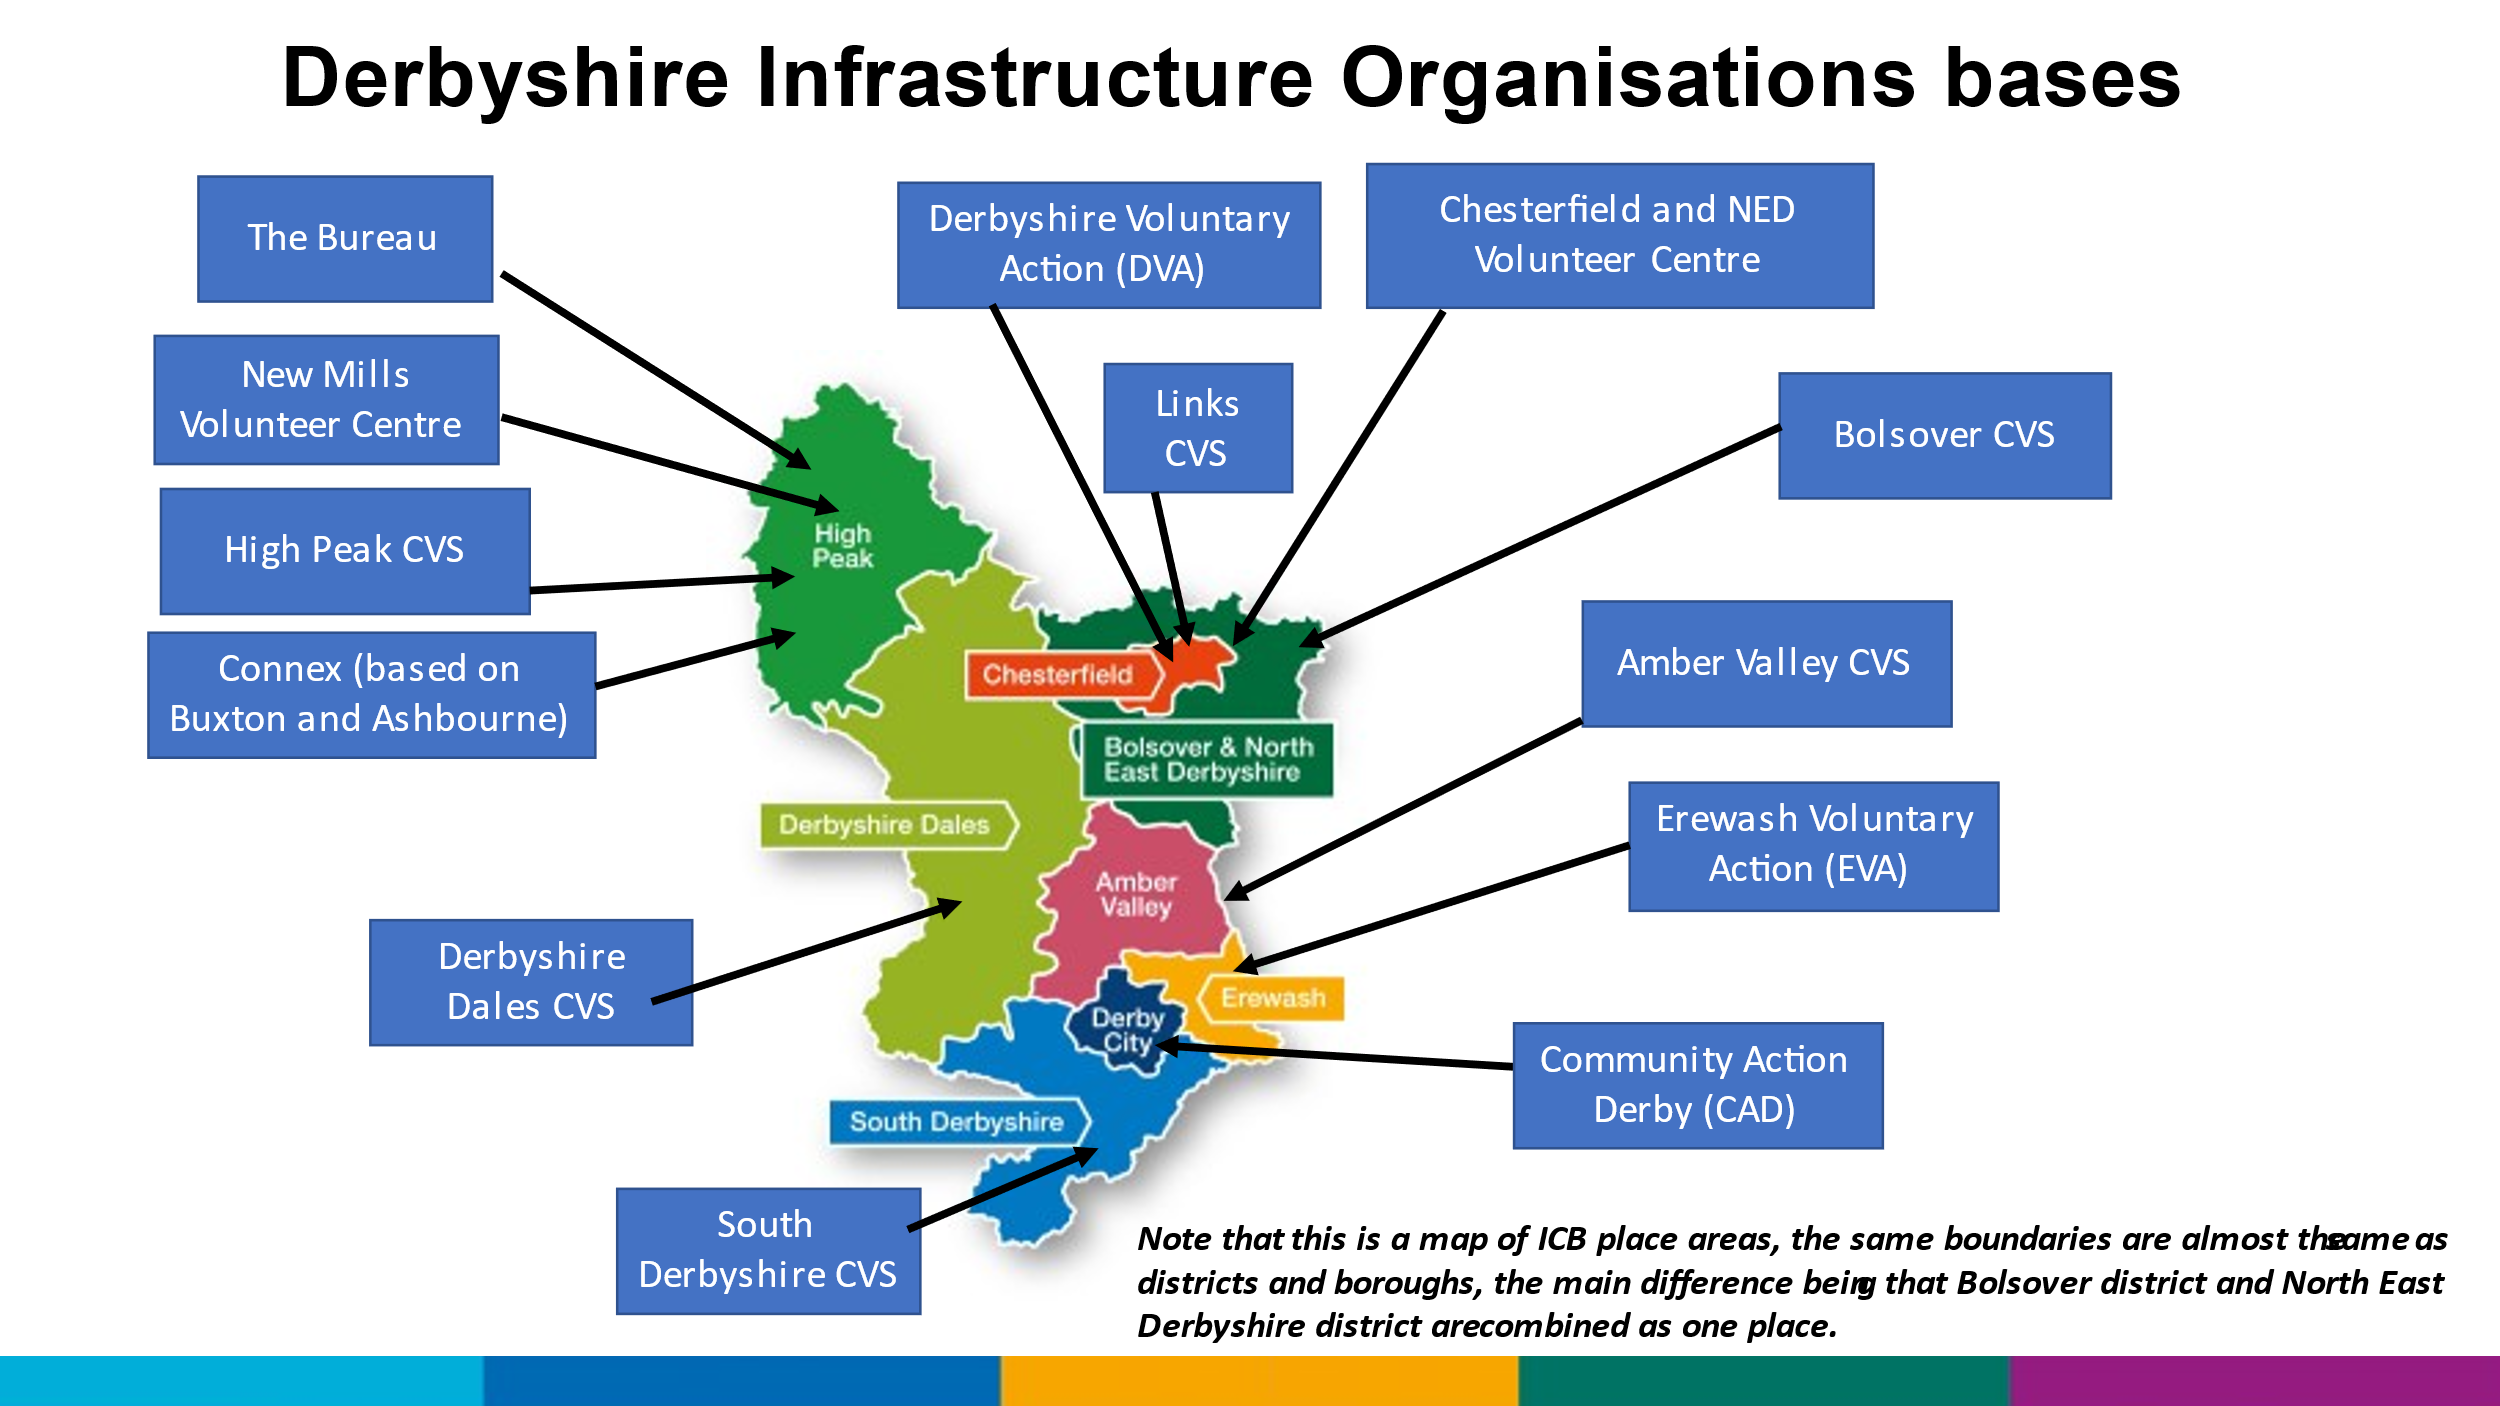 Derbyshire Infrastructure Organisations bases
The Bureau
New Mills
Volunteer Centre
High Peak CVS
Connex (based on
Buxton and Ashbourne)
Derbyshire
Dales CVS
South
Derbyshire CVS
Derbyshire Voluntary
Action (DVA)
Links
CVS
Chesterfield and NED
Volunteer Centre
Bolsover CVS
Amber Valley CVS
Erewash Voluntary
Action (EVA)
Community Action
Derby (CAD)
High
Peak
Chesterfield
Bolsover & North
East Derbyshire
Derbyshire Dales
Amber
Valley
Erewash
Derby
City
South Derbyshire
Note that this is a map of ICB place areas, the same boundaries are almost the same as
districts and boroughs, the main difference being that Bolsover district and North East
Derbyshire district are combined as one place.